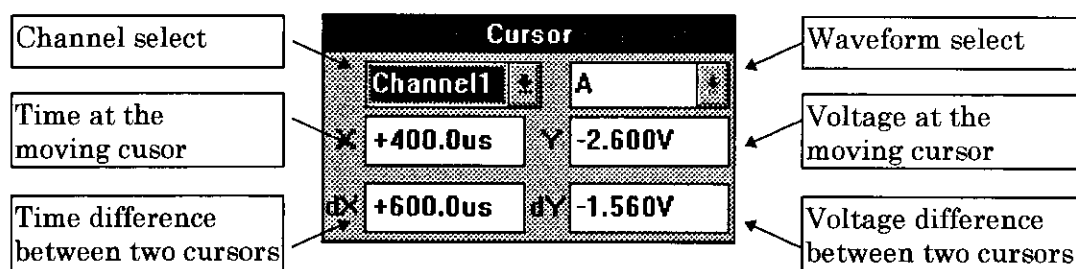 Channel select
Time at the
moving cusor
Time difference
between two cursors
Cursor
Channel1 A
X +400.0us Y -2.600V
dX +600.0us dY -1.560V
Waveform select
Voltage at the
moving cursor
Voltage difference
between two cursors